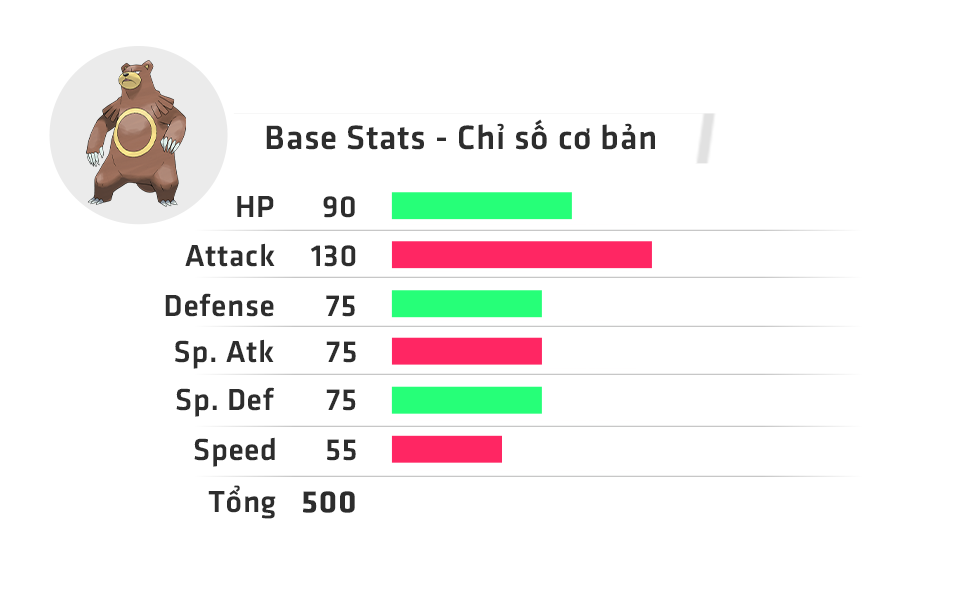 Base Stats - Chỉ số cơ bản
HP 90
Attack 130
Defense 75
Sp. Atk 75
Sp. Def 75
Speed 55
Tổng 500